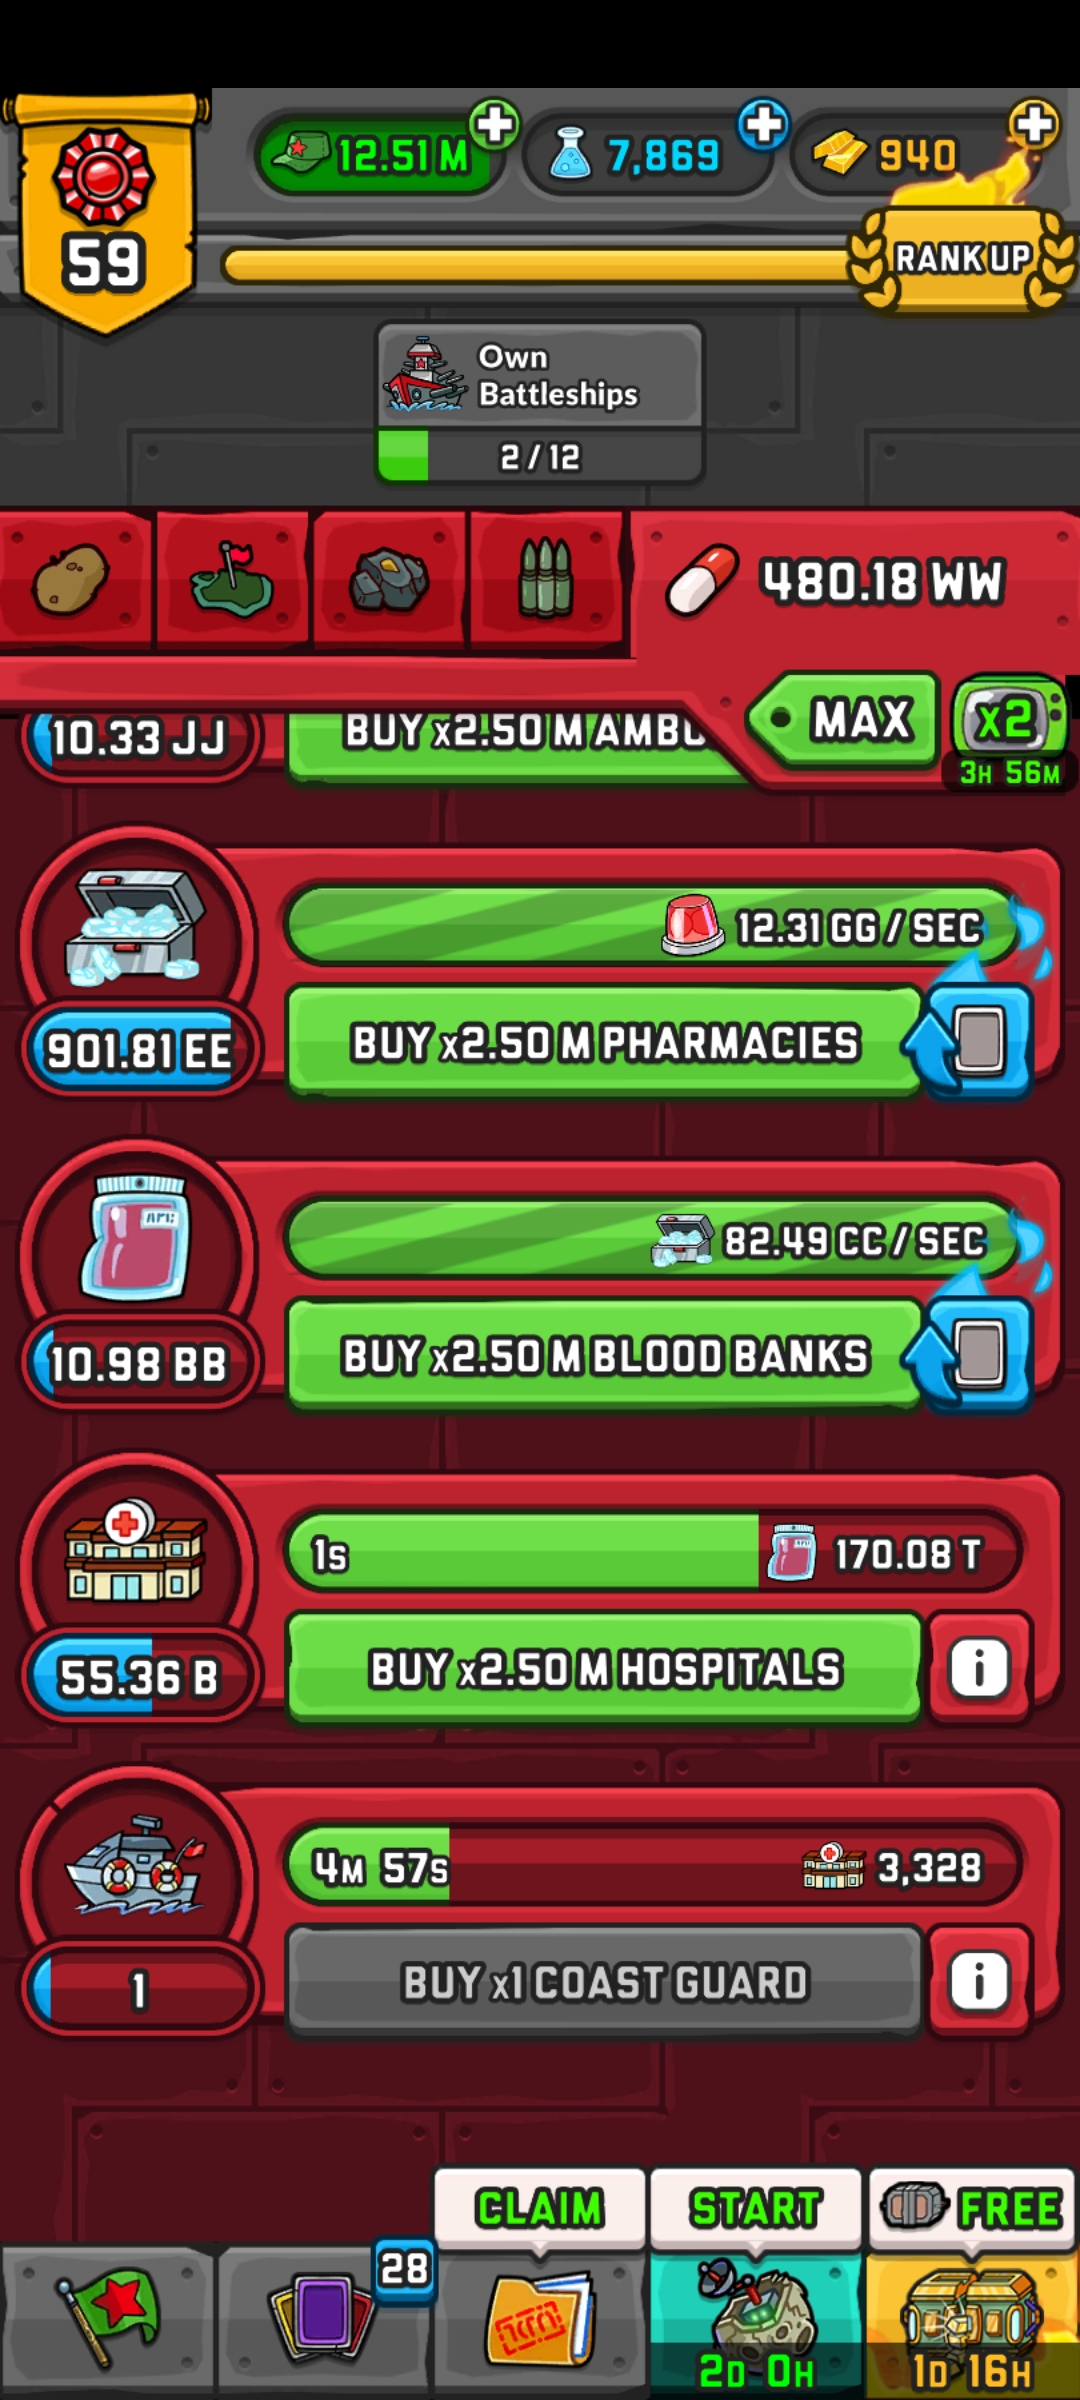 12.51 M
7,869
940
59
RANK UP
Own
Battleships
2 / 12
480.18 WW
MAX
x2
3H 56M
10.33 JJ
BUY x2.50 M AMBU
12.31 GG / SEC
901.81 EE
BUY x2.50 M PHARMACIES
82.49 CC / SEC
10.98 BB
BUY x2.50 M BLOOD BANKS
1s
170.08 T
55.36 B
BUY x2.50 M HOSPITALS
i
4M 57s
3,328
1
BUY x1 COAST GUARD
i
CLAIM
START
FREE
28
2D 0H
1D 16H